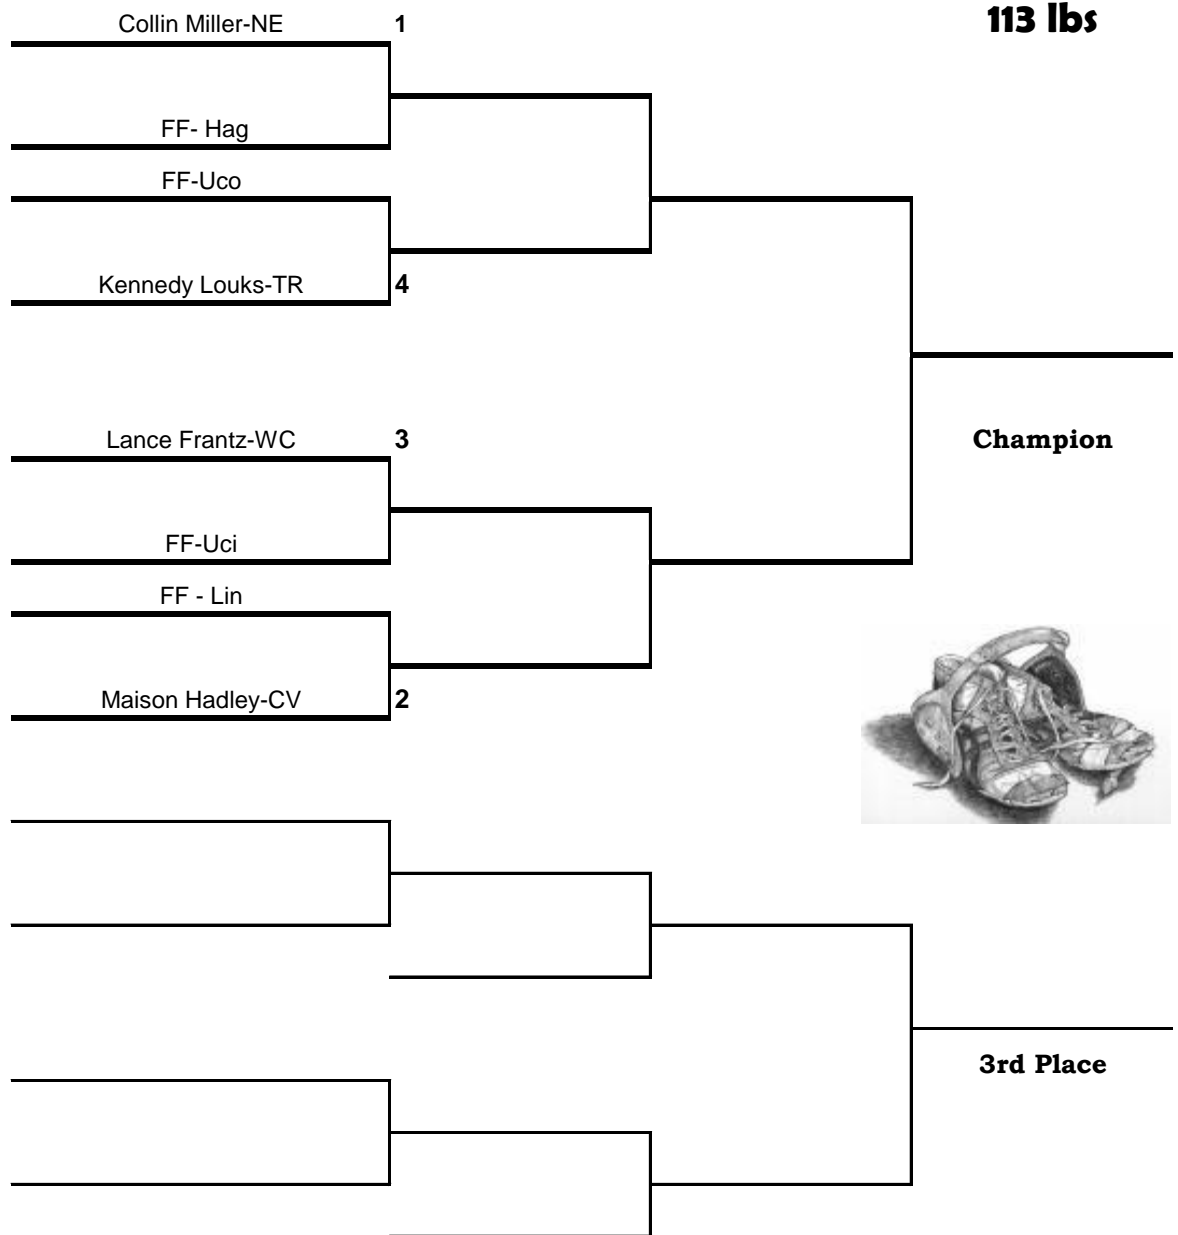 113 lbs
Collin Miller-NE 1
FF- Hag
FF-Uco
Kennedy Louks-TR 4
Lance Frantz-WC 3
Champion
FF-Uci
FF - Lin
Maison Hadley-CV 2
3rd Place